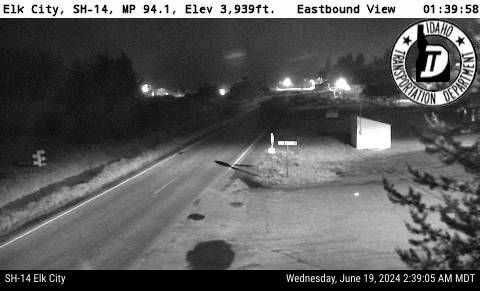 Elk City, SH-14, MP 94.1, Elev 3,939ft. Eastbound View 01:39:58
IDAHO
TRANSPORTATION DEPARTMENT
SH-14 Elk City Wednesday, June 19, 2024 2:39:05 AM MDT